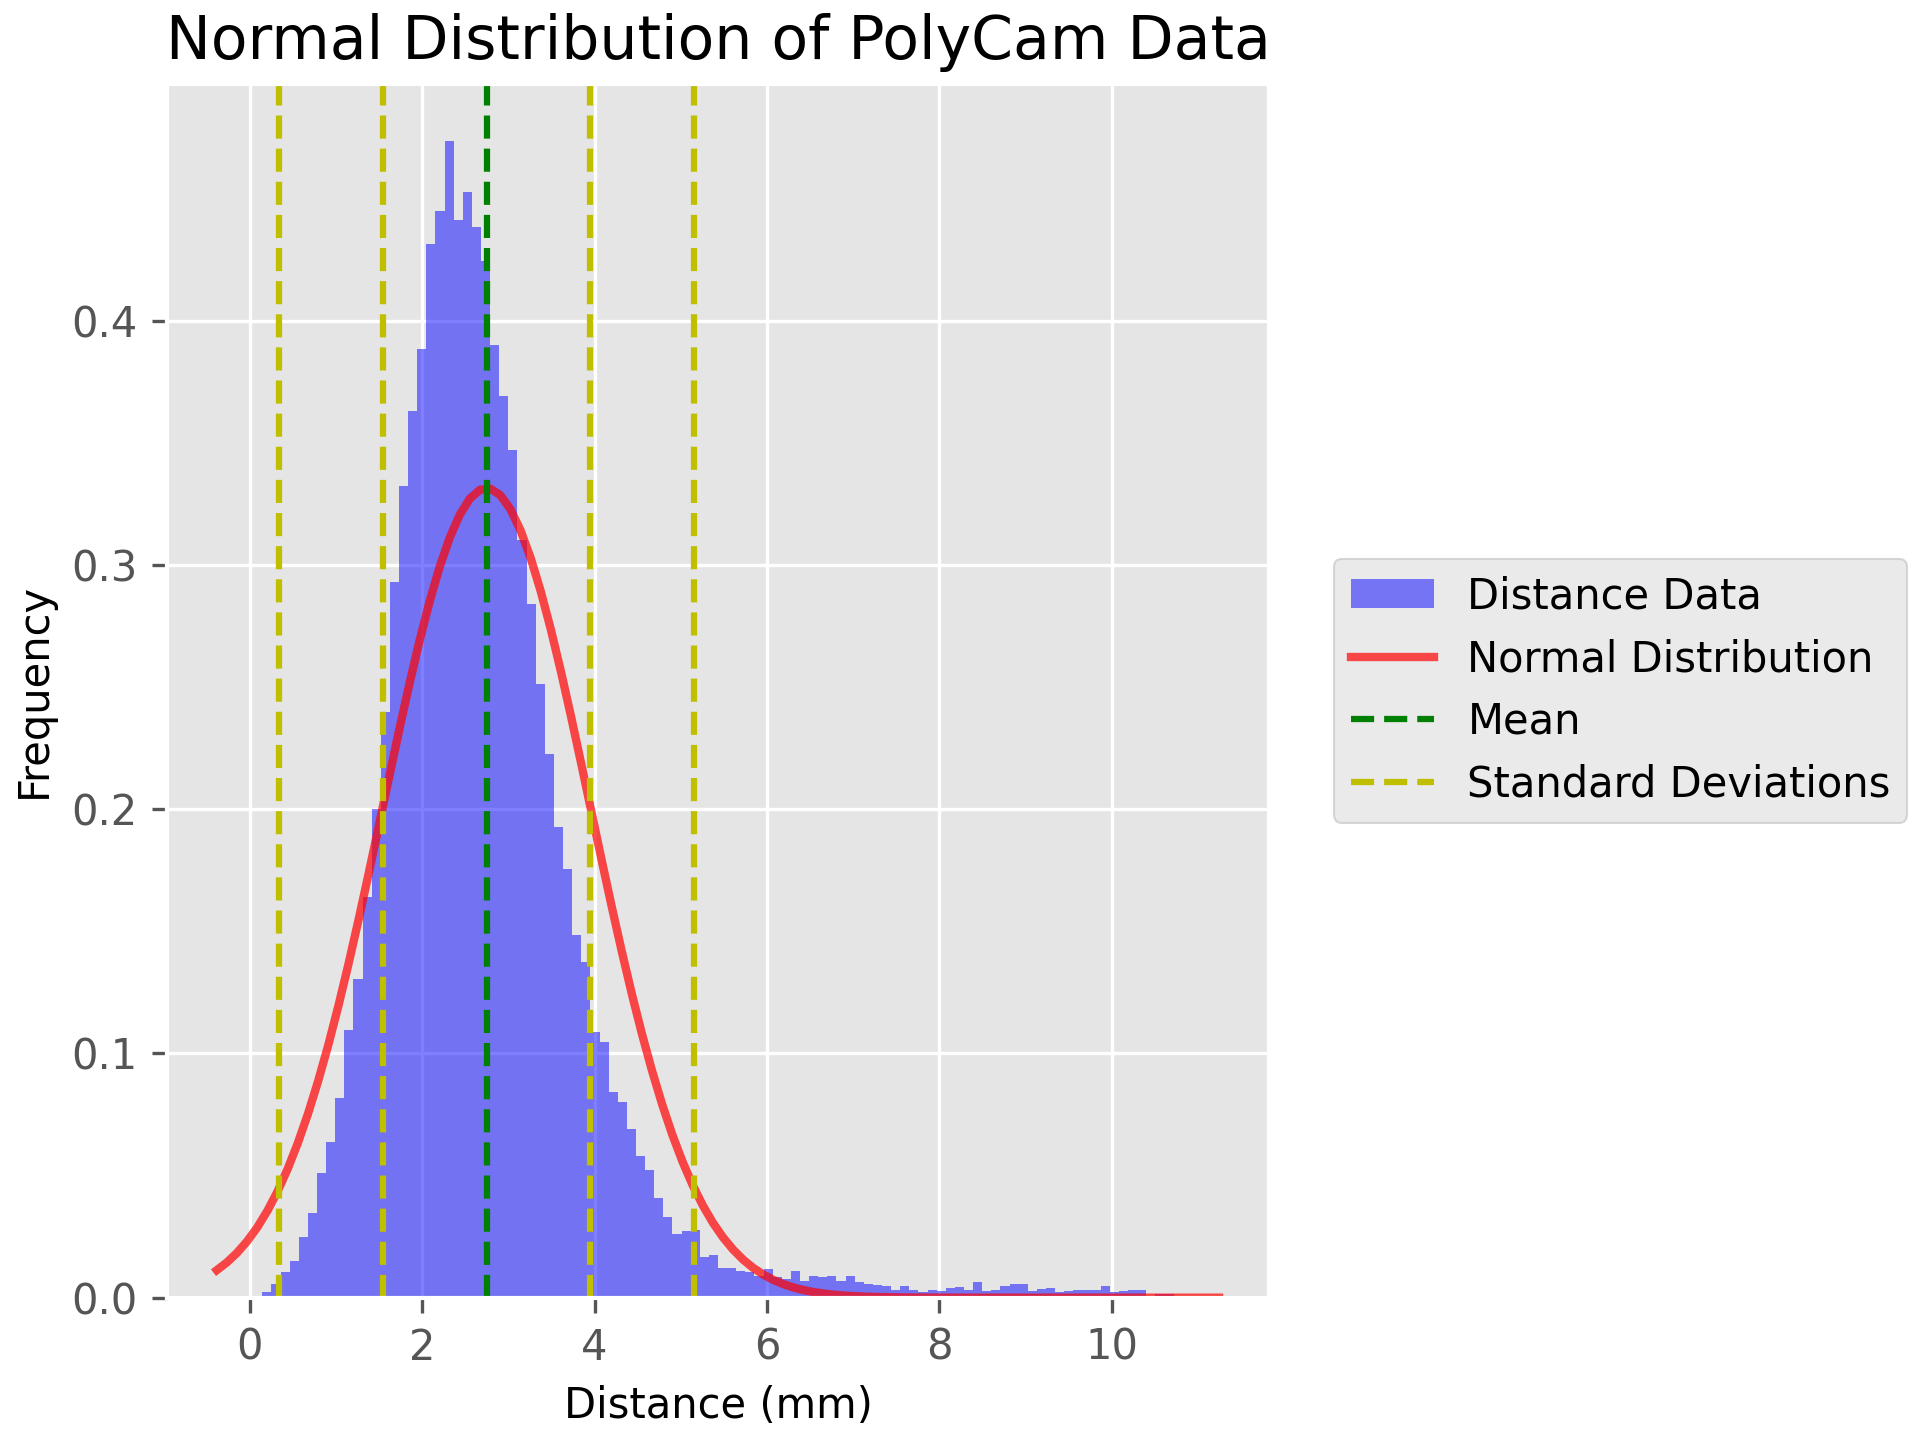 Normal Distribution of PolyCam Data
Frequency
0.4
0.3
0.2
0.1
0.0
0 2 4 6 8 10
Distance (mm)
Distance Data
Normal Distribution
Mean
Standard Deviations